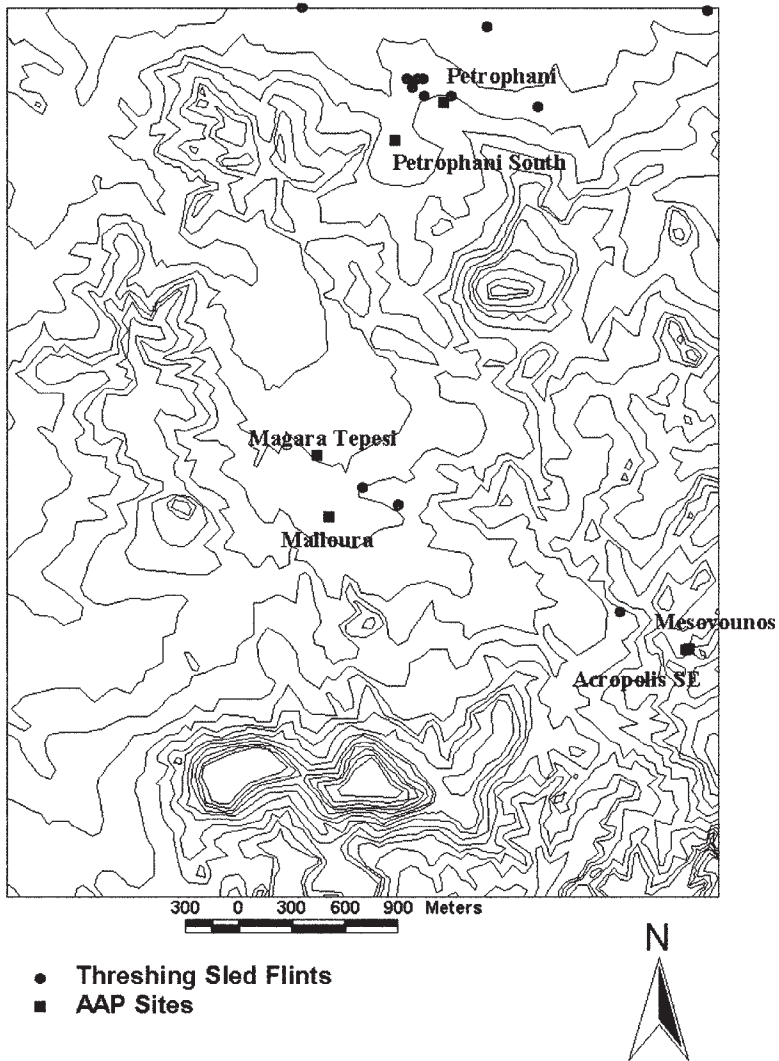 Petrophani
Petrophani South
Magara Tepesi
Malloura
Mesovounos
Acropolis SE
300 0 300 600 900 Meters
N
Threshing Sled Flints
AAP Sites